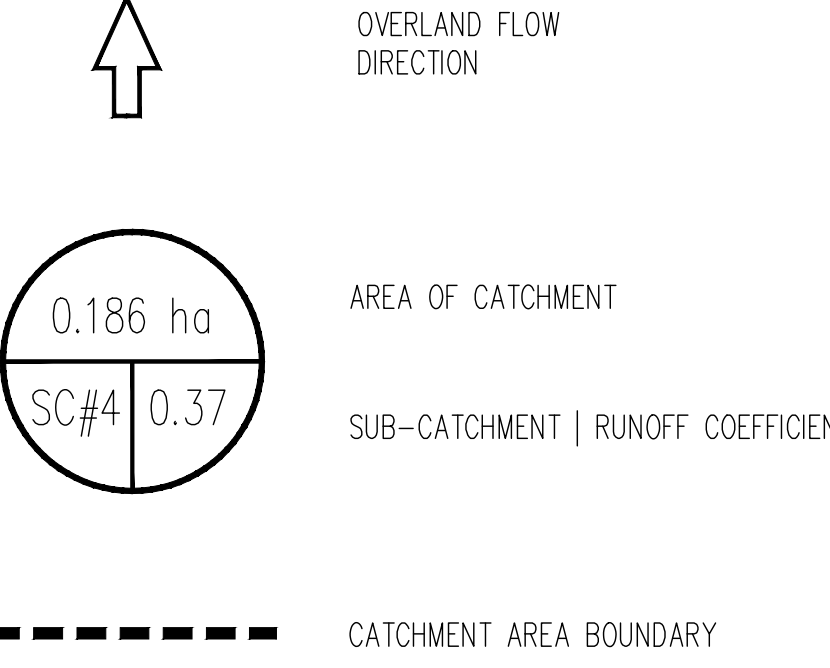 OVERLAND FLOW
DIRECTION
0.186 ha
AREA OF CATCHMENT
SC#4 0.37
SUB-CATCHMENT | RUNOFF COEFFICIEN
CATCHMENT AREA BOUNDARY